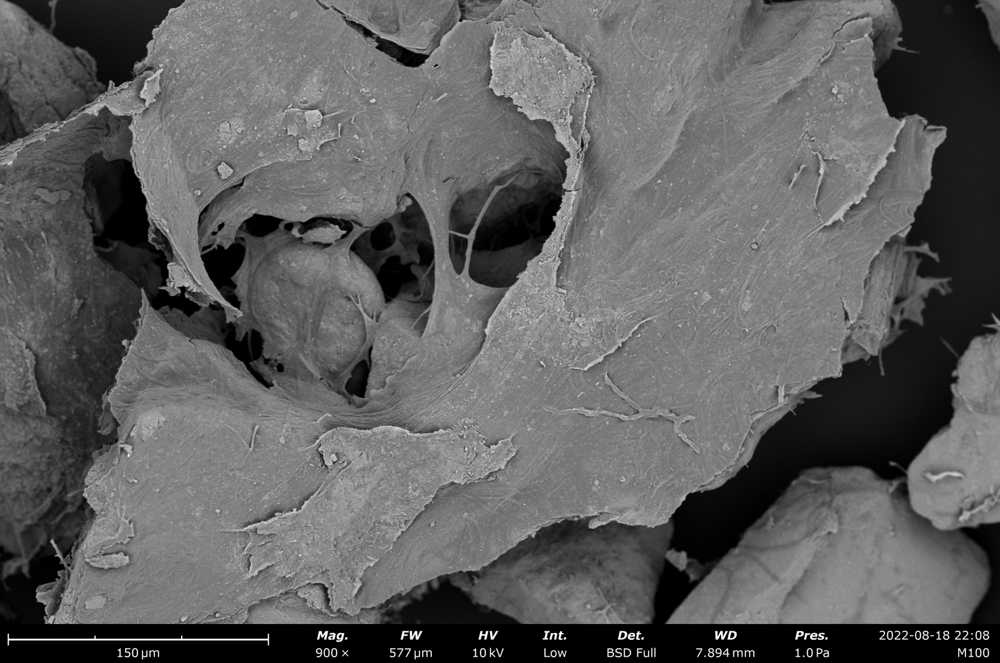 Mag. FW HV Int. Det. WD Pres. 2022-08-18 22:08
150 µm 900 × 577 µm 10 kV Low BSD Full 7.894 mm 1.0 Pa M100